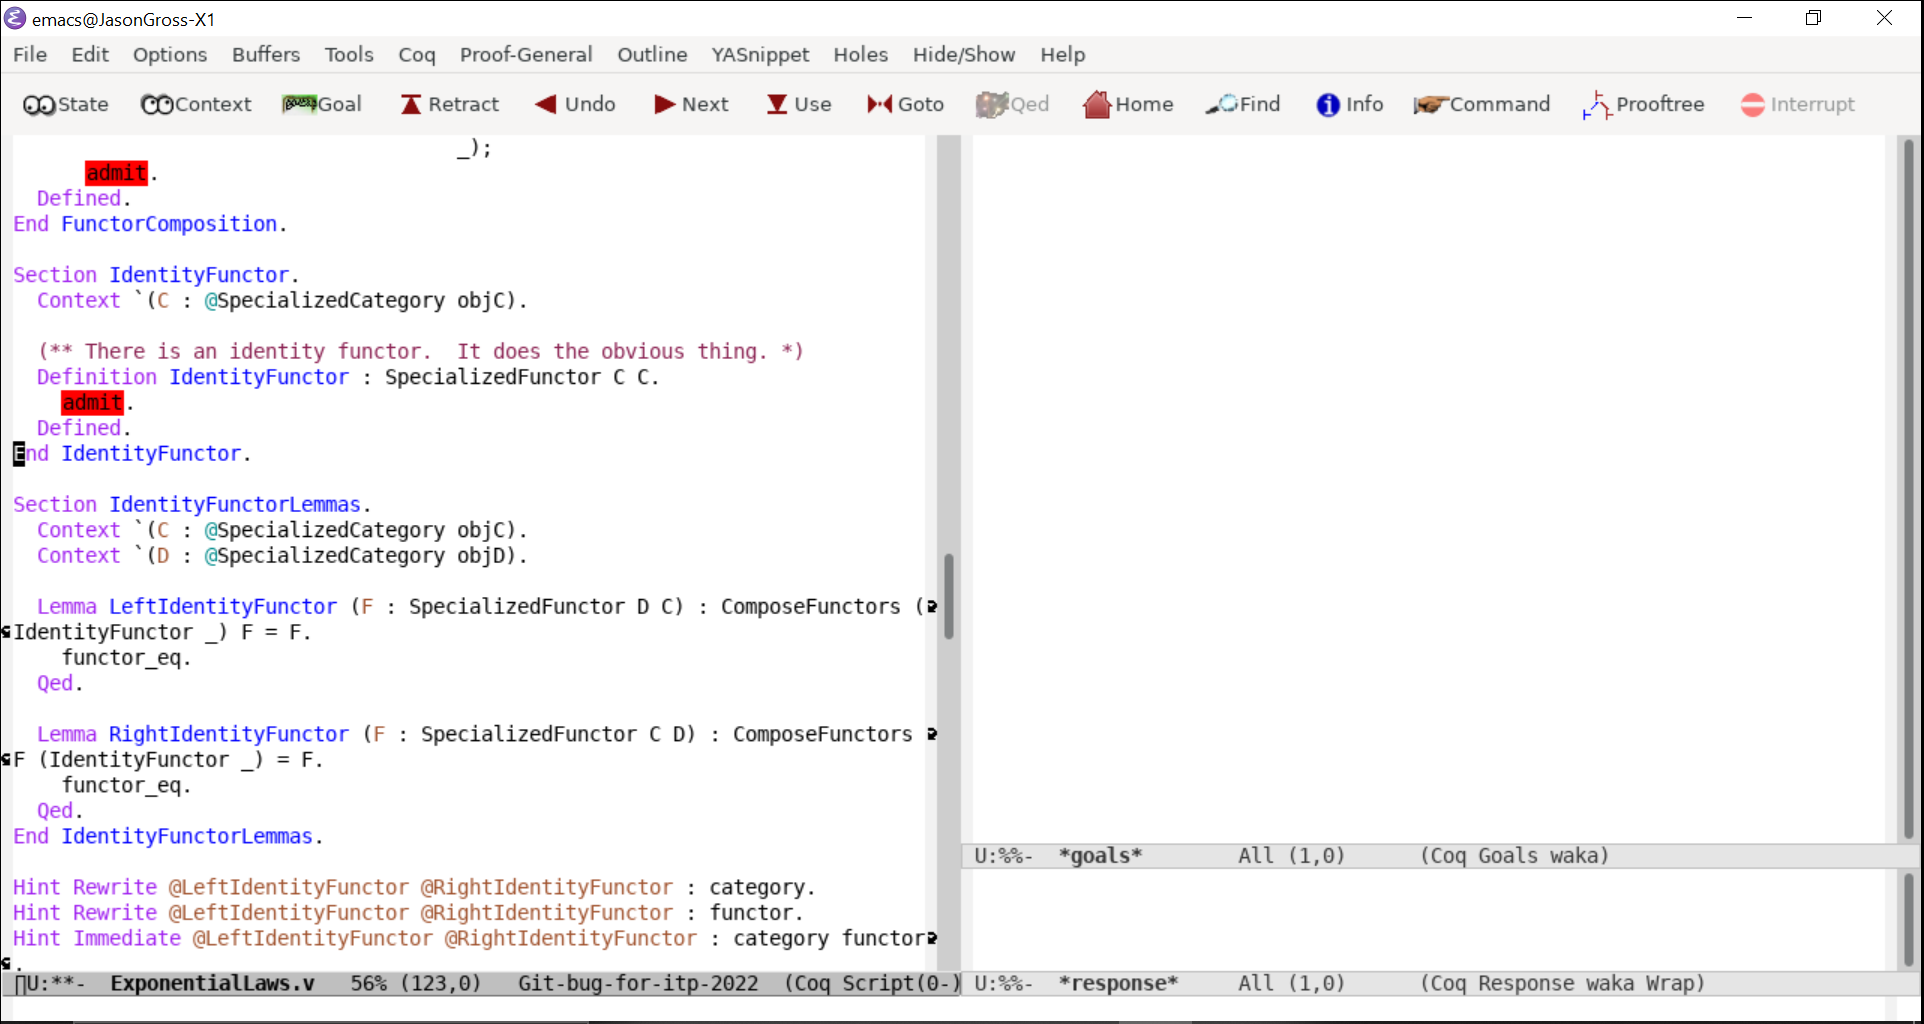 emacs@JasonGross-X1
File Edit Options Buffers Tools Coq Proof-General Outline YASnippet Holes Hide/Show Help
State Context Goal Retract Undo Next Use Goto Qed Home Find Info Command Prooftree Interrupt
_);
admit.
Defined.
End FunctorComposition.
Section IdentityFunctor.
Context `(C : @SpecializedCategory objC).
(** There is an identity functor.  It does the obvious thing. *)
Definition IdentityFunctor : SpecializedFunctor C C.
admit.
Defined.
End IdentityFunctor.
Section IdentityFunctorLemmas.
Context `(C : @SpecializedCategory objC).
Context `(D : @SpecializedCategory objD).
Lemma LeftIdentityFunctor (F : SpecializedFunctor D C) : ComposeFunctors (
IdentityFunctor _) F = F.
functor_eq.
Qed.
Lemma RightIdentityFunctor (F : SpecializedFunctor C D) : ComposeFunctors
F (IdentityFunctor _) = F.
functor_eq.
Qed.
End IdentityFunctorLemmas.
Hint Rewrite @LeftIdentityFunctor @RightIdentityFunctor : category.
Hint Rewrite @LeftIdentityFunctor @RightIdentityFunctor : functor.
Hint Immediate @LeftIdentityFunctor @RightIdentityFunctor : category functor
.
U:**-  ExponentialLaws.v   56% (123,0)   Git-bug-for-itp-2022  (Coq Script(0-)
U:%%-  *goals*        All (1,0)      (Coq Goals waka)
U:%%-  *response*     All (1,0)      (Coq Response waka Wrap)